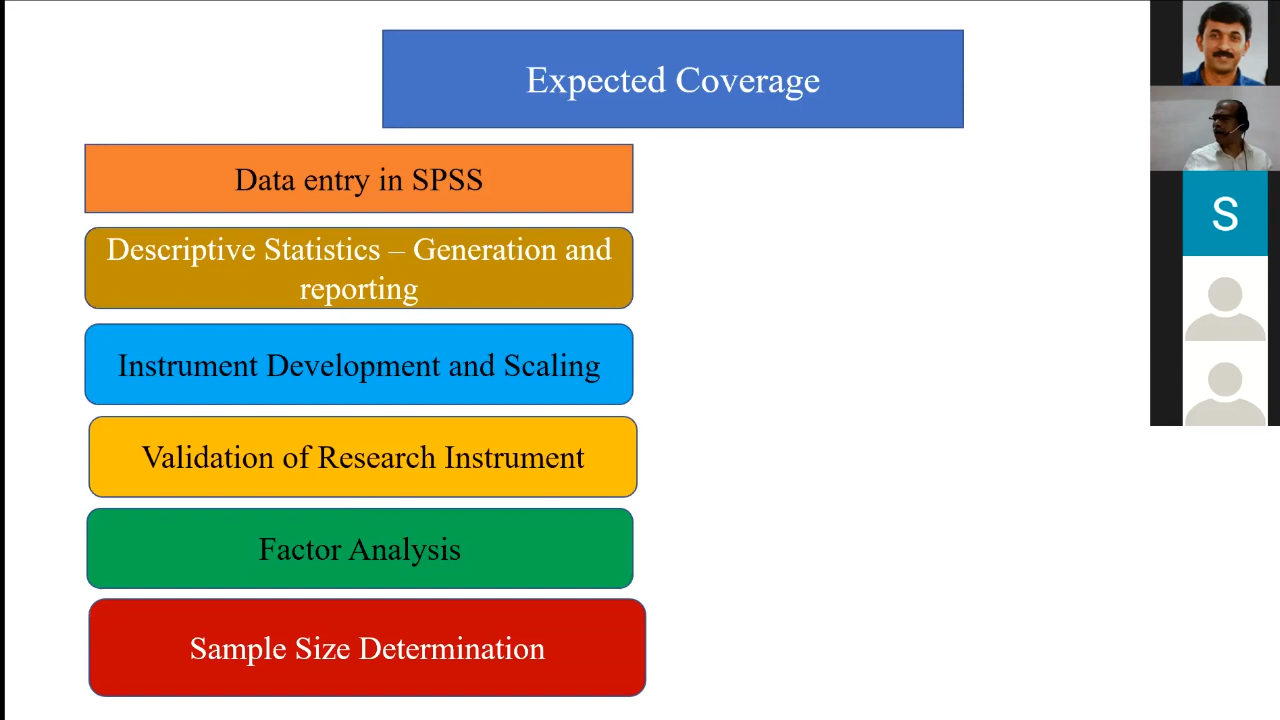 Expected Coverage
Data entry in SPSS
Descriptive Statistics – Generation and
reporting
Instrument Development and Scaling
Validation of Research Instrument
Factor Analysis
Sample Size Determination
S